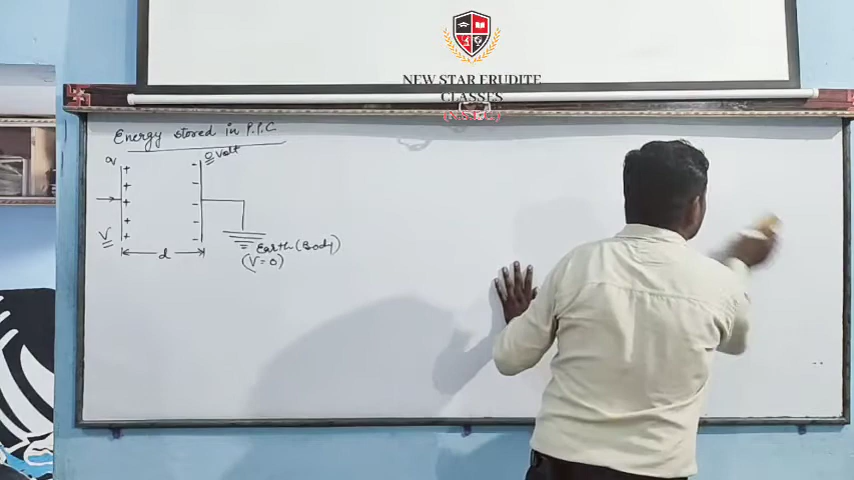 NEW STAR ERUDITE
CLASSES
Energy stored in P.P.C
0 Volt
V
d
Earth (Body)
(V = 0)